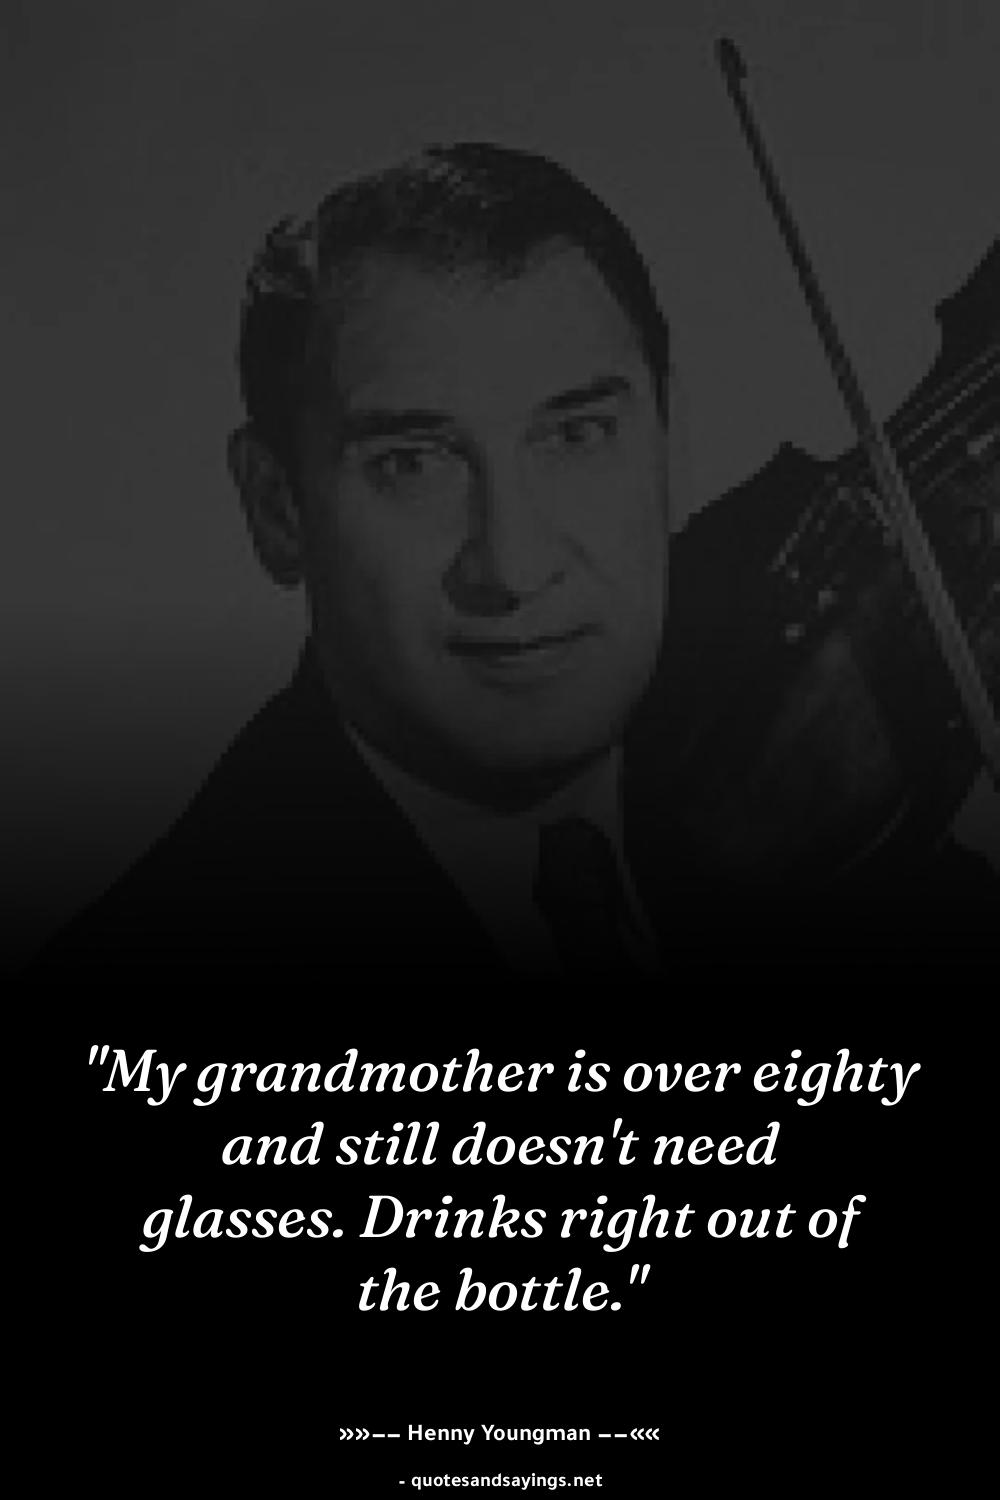 "My grandmother is over eighty
and still doesn't need
glasses. Drinks right out of
the bottle."
»»–– Henny Youngman ––««
- quotesandsayings.net